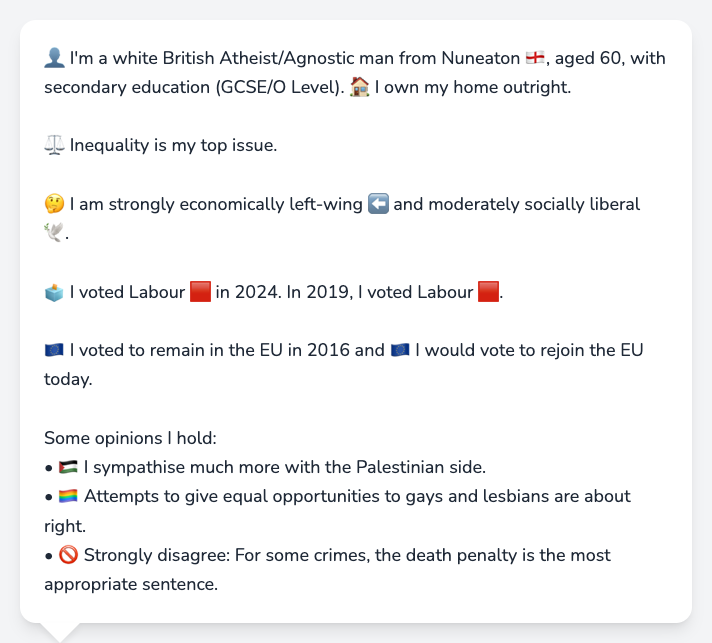 👤 I'm a white British Atheist/Agnostic man from Nuneaton 🏴󠁧󠁢󠁥󠁮󠁧󠁿, aged 60, with
secondary education (GCSE/O Level). 🏠 I own my home outright.
⚖️ Inequality is my top issue.
🤔 I am strongly economically left-wing ⬅️ and moderately socially liberal
🕊️.
🗳️ I voted Labour 🟥 in 2024. In 2019, I voted Labour 🟥.
🇪🇺 I voted to remain in the EU in 2016 and 🇪🇺 I would vote to rejoin the EU
today.
Some opinions I hold:
• 🇵🇸 I sympathise much more with the Palestinian side.
• 🏳️‍🌈 Attempts to give equal opportunities to gays and lesbians are about
right.
• 🚫 Strongly disagree: For some crimes, the death penalty is the most
appropriate sentence.